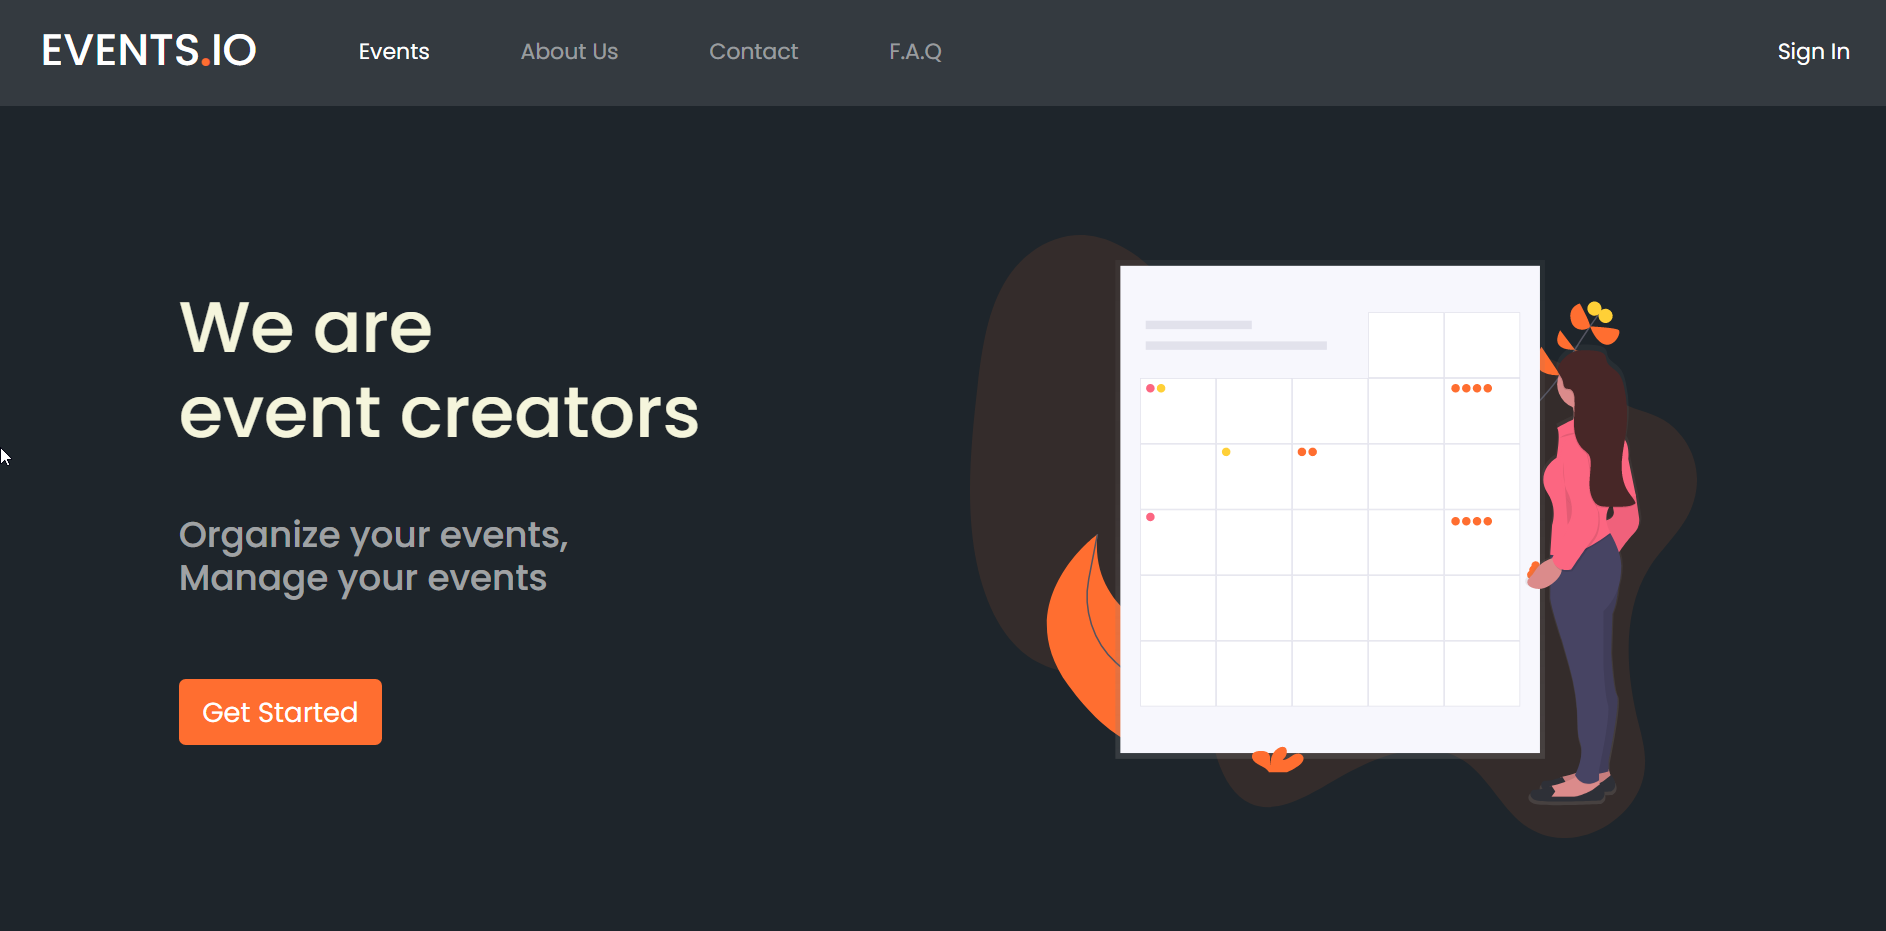 EVENTS.IO
Events
About Us
Contact
F.A.Q
Sign In
We are
event creators
Organize your events,
Manage your events
Get Started